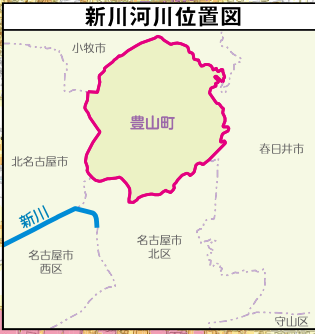 新川河川位置図
小牧市
豊山町
春日井市
北名古屋市
新川
名古屋市
西区
名古屋市
北区
守山区